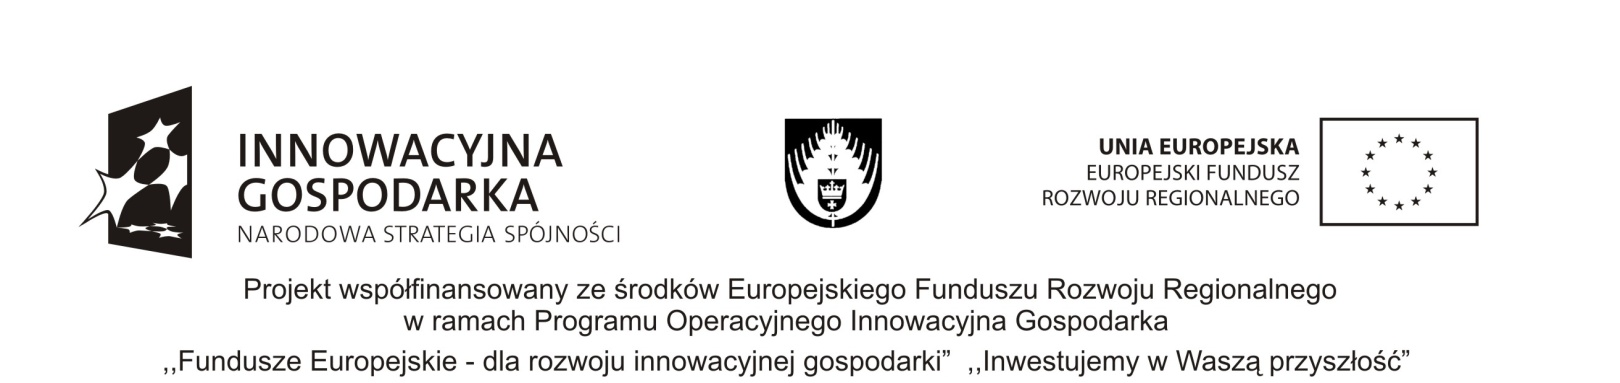 INNOWACYJNA
GOSPODARKA
NARODOWA STRATEGIA SPÓJNOŚCI
UNIA EUROPEJSKA
EUROPEJSKI FUNDUSZ
ROZWOJU REGIONALNEGO
Projekt współfinansowany ze środków Europejskiego Funduszu Rozwoju Regionalnego
w ramach Programu Operacyjnego Innowacyjna Gospodarka
,,Fundusze Europejskie - dla rozwoju innowacyjnej gospodarki” ,,Inwestujemy w Waszą przyszłość”